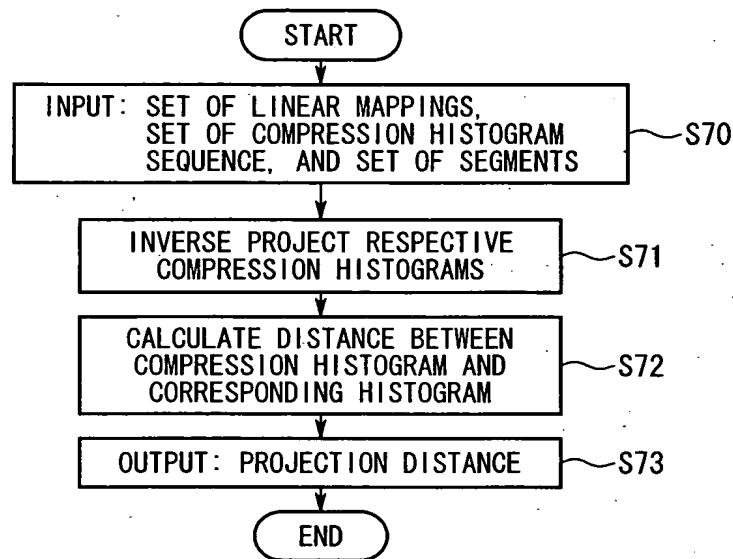 START
INPUT: SET OF LINEAR MAPPINGS,
SET OF COMPRESSION HISTOGRAM
SEQUENCE, AND SET OF SEGMENTS
S70
INVERSE PROJECT RESPECTIVE
COMPRESSION HISTOGRAMS
S71
CALCULATE DISTANCE BETWEEN
COMPRESSION HISTOGRAM AND
CORRESPONDING HISTOGRAM
S72
OUTPUT: PROJECTION DISTANCE
S73
END